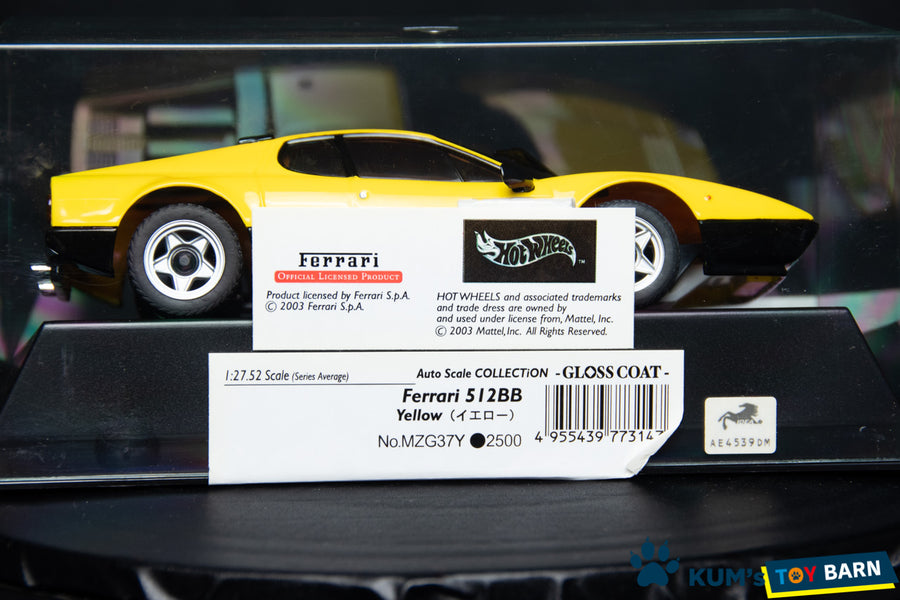 Ferrari
OFFICIAL LICENSED PRODUCT
Product licensed by Ferrari S.p.A.
© 2003 Ferrari S.p.A.
HOT WHEELS ™
HOT WHEELS and associated trademarks
and trade dress are owned by
and used under license from, Mattel, Inc.
© 2003 Mattel, Inc. All Rights Reserved.
1:27.52 Scale (Series Average)
Auto Scale COLLECTiON - GLOSS COAT -
Ferrari 512BB
Yellow（イエロー）
No.MZG37Y ●2500
4 955439 773147
AE4539DM
KUM's TOY BARN